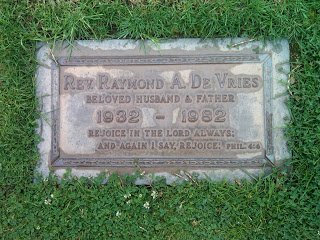 REV. RAYMOND A. DE VRIES
BELOVED HUSBAND & FATHER
1932 - 1982
REJOICE IN THE LORD ALWAYS:
AND AGAIN I SAY, REJOICE. PHIL. 4:4